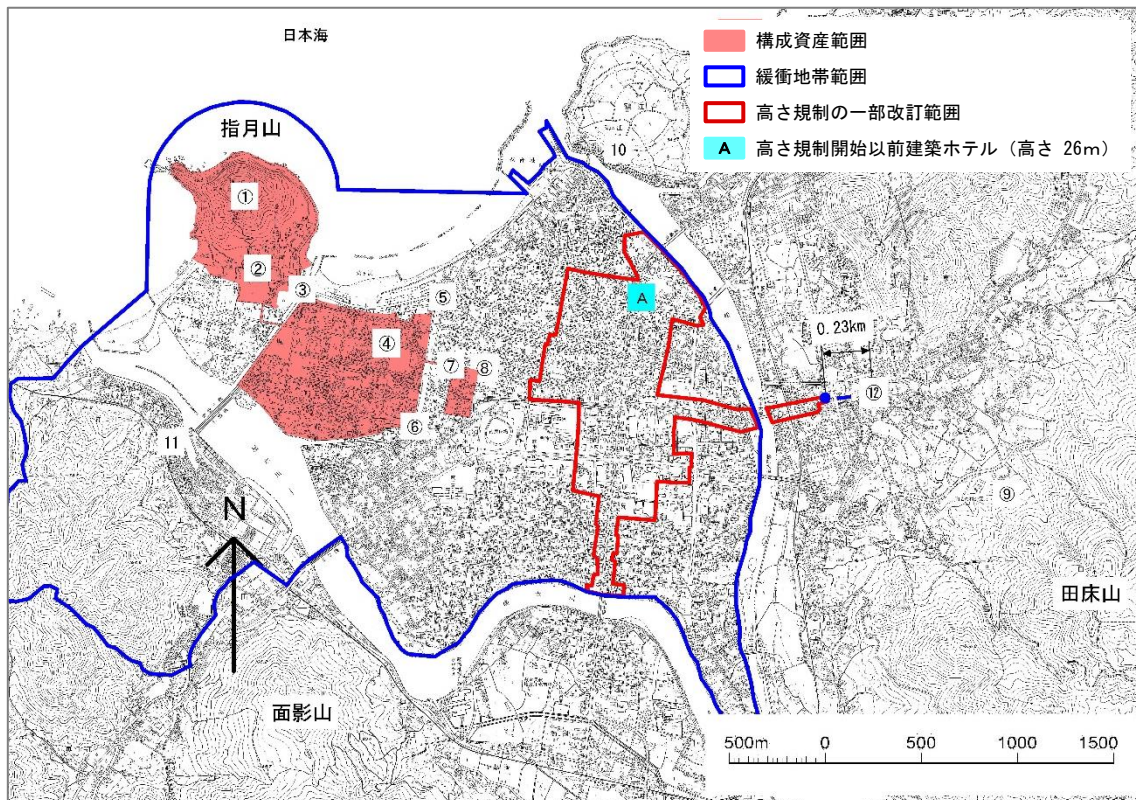 日本海
構成資産範囲
緩衝地帯範囲
高さ規制の一部改訂範囲
A 高さ規制開始以前建築ホテル（高さ 26m）
指月山
10
①
②
③
④
⑤
A
0.23km
⑦
⑧
⑫
⑥
11
⑨
N
田床山
面影山
500m 0 500 1000 1500